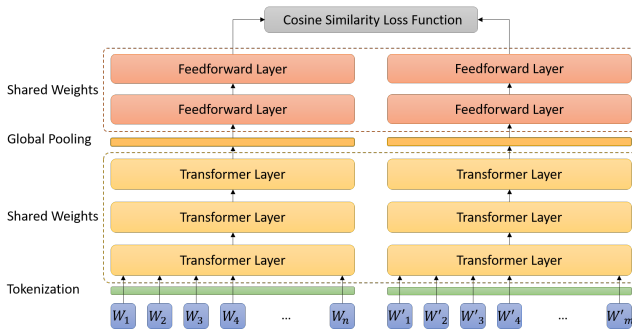 Cosine Similarity Loss Function
Shared Weights
Feedforward Layer
Feedforward Layer
Feedforward Layer
Feedforward Layer
Global Pooling
Shared Weights
Transformer Layer
Transformer Layer
Transformer Layer
Transformer Layer
Transformer Layer
Transformer Layer
Tokenization
W₁ W₂ W₃ W₄ ... Wₙ W'₁ W'₂ W'₃ W'₄ ... W'ₘ